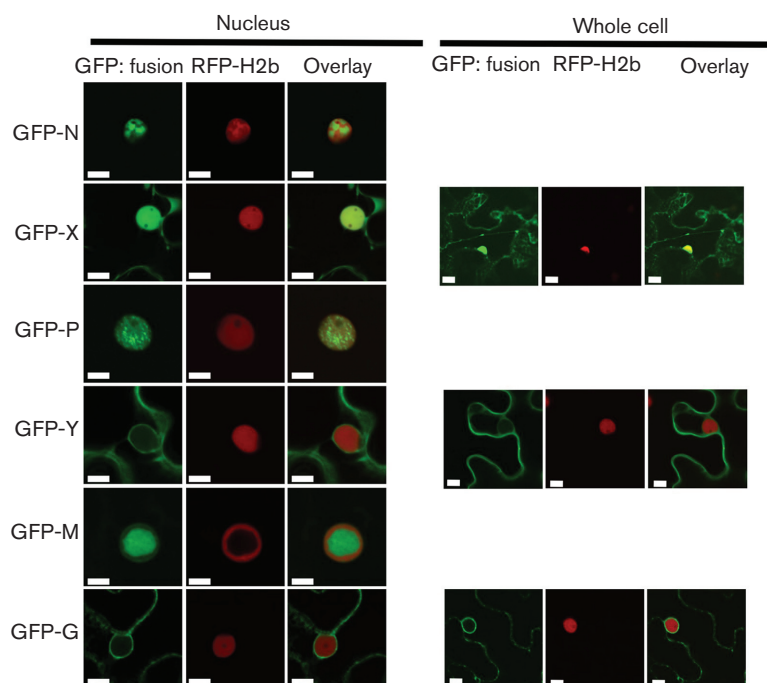 Nucleus
Whole cell
GFP: fusion RFP-H2b Overlay
GFP: fusion RFP-H2b Overlay
GFP-N
GFP-X
GFP-P
GFP-Y
GFP-M
GFP-G